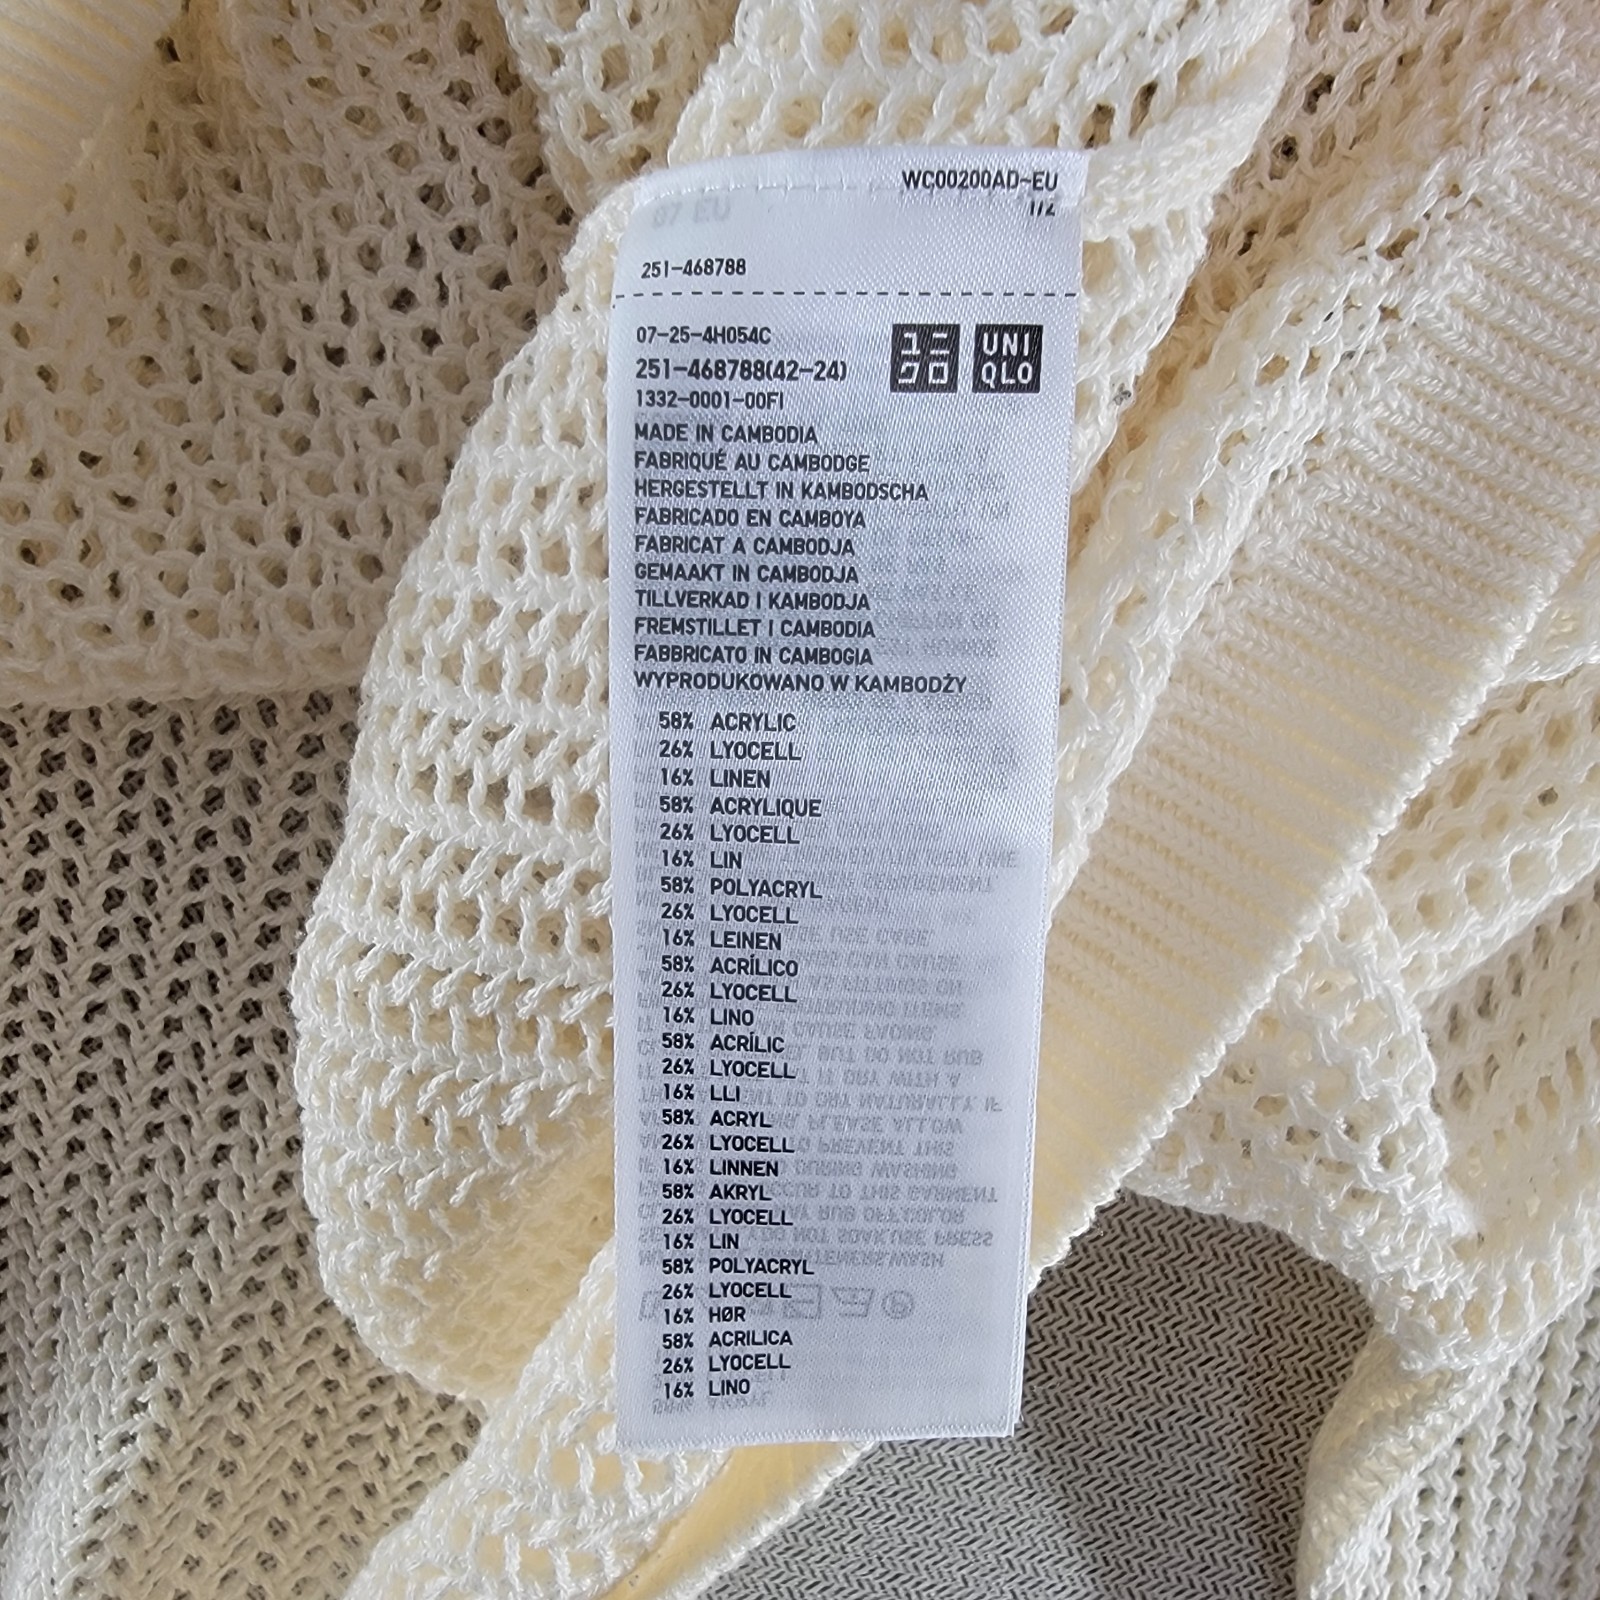 WC00200AD-EU
1/2
07 EU
251-468788
07-25-4H054C
251-468788(42-24)
1332-0001-00FI
UNI
QLO
MADE IN CAMBODIA
FABRIQUÉ AU CAMBODGE
HERGESTELLT IN KAMBODSCHA
FABRICADO EN CAMBOYA
FABRICAT A CAMBODJA
GEMAAKT IN CAMBODJA
TILLVERKAD I KAMBODJA
FREMSTILLET I CAMBODIA
FABBRICATO IN CAMBOGIA
WYPRODUKOWANO W KAMBODŻY
58% ACRYLIC
26% LYOCELL
16% LINEN
58% ACRYLIQUE
26% LYOCELL
16% LIN
58% POLYACRYL
26% LYOCELL
16% LEINEN
58% ACRÍLICO
26% LYOCELL
16% LINO
58% ACRÍLIC
26% LYOCELL
16% LLI
58% ACRYL
26% LYOCELL
16% LINNEN
58% AKRYL
26% LYOCELL
16% LIN
58% POLYACRYL
26% LYOCELL
16% HØR
58% ACRILICA
26% LYOCELL
16% LINO